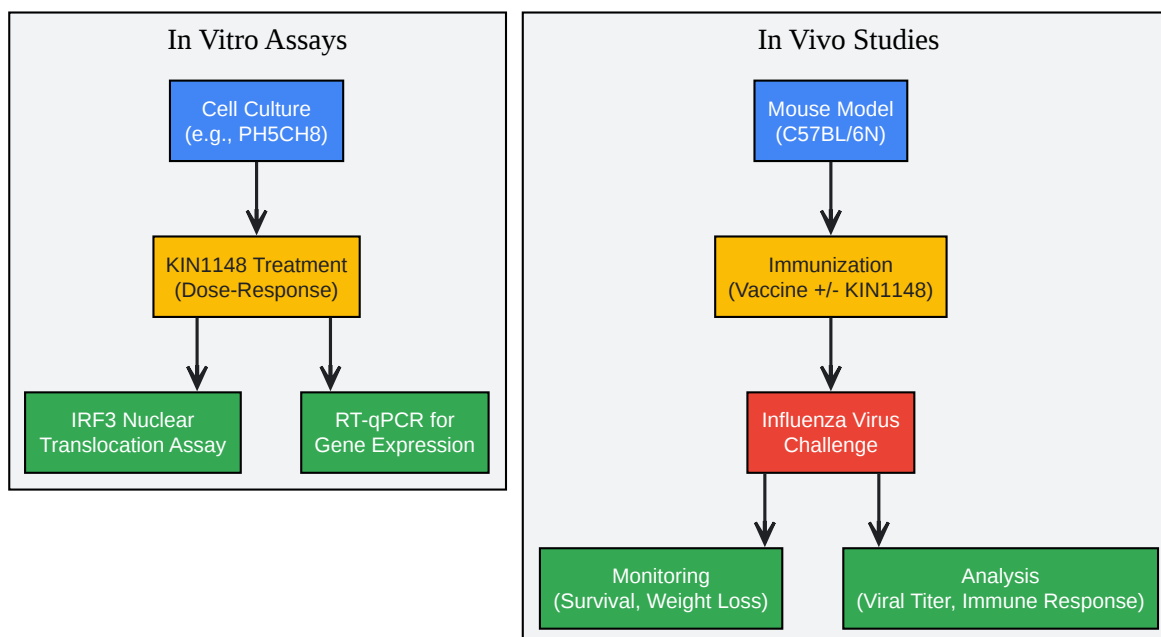 In Vitro Assays
Cell Culture
(e.g., PH5CH8)
KIN1148 Treatment
(Dose-Response)
IRF3 Nuclear
Translocation Assay
RT-qPCR for
Gene Expression
In Vivo Studies
Mouse Model
(C57BL/6N)
Immunization
(Vaccine +/- KIN1148)
Influenza Virus
Challenge
Monitoring
(Survival, Weight Loss)
Analysis
(Viral Titer, Immune Response)